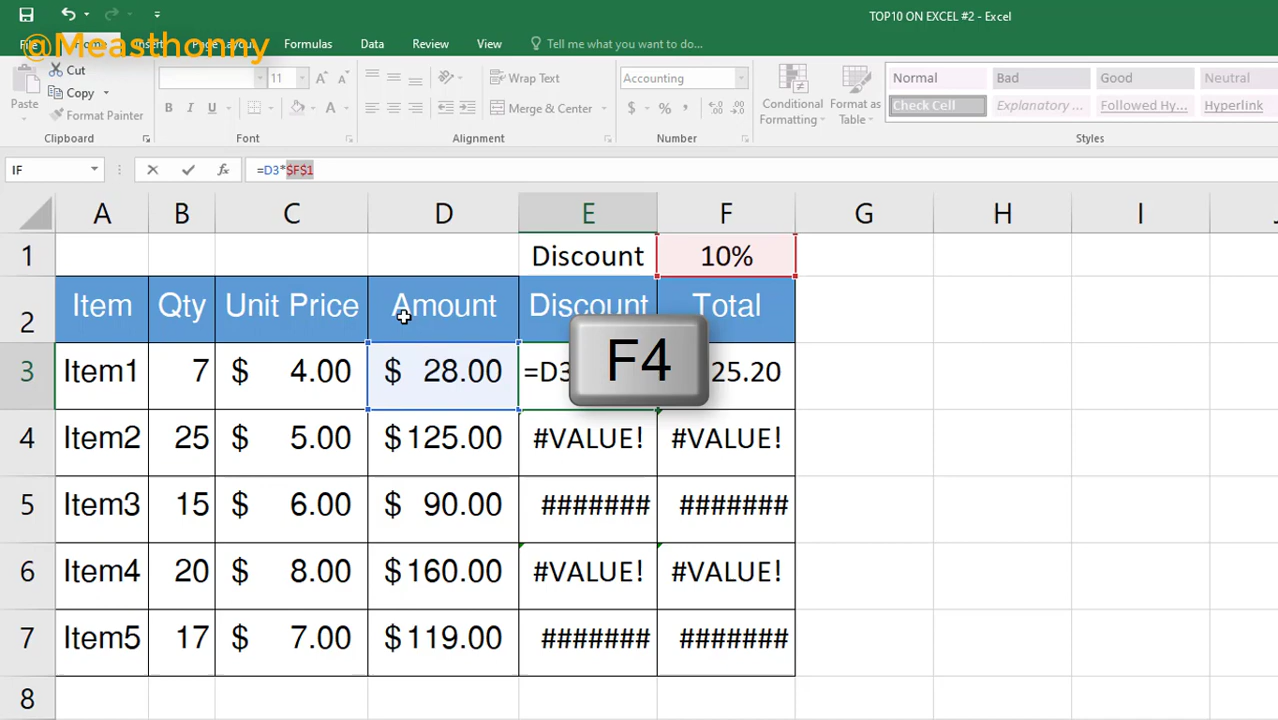 TOP10 ON EXCEL #2 - Excel
@Measthonny
Formulas Data Review View Tell me what you want to do...
Cut
Copy
Format Painter
Paste
11
Wrap Text
Merge & Center
Accounting
Conditional Formatting
Format as Table
Normal Bad Good Neutral
Check Cell Explanatory ... Followed Hy... Hyperlink
Clipboard Font Alignment Number Styles
IF =D3*$F$1
A B C D E F G H I
1 Discount 10%
2 Item Qty Unit Price Amount Discount Total
3 Item1 7 $ 4.00 $ 28.00 =D3 25.20
F4
4 Item2 25 $ 5.00 $125.00 #VALUE! #VALUE!
5 Item3 15 $ 6.00 $ 90.00 ####### #######
6 Item4 20 $ 8.00 $160.00 #VALUE! #VALUE!
7 Item5 17 $ 7.00 $119.00 ####### #######
8